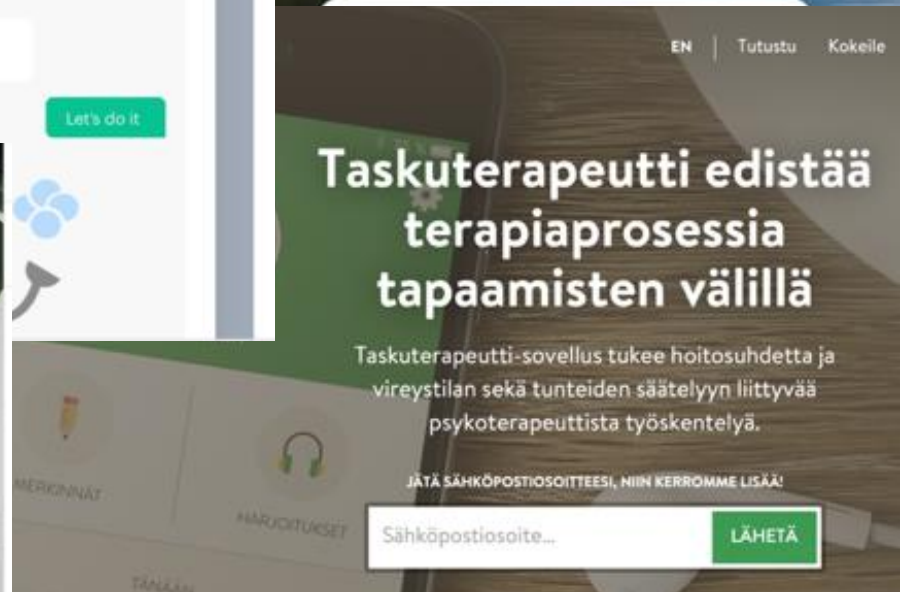 Let's do it
EN | Tutustu Kokeile
Taskuterapeutti edistää
terapiaprosessia
tapaamisten välillä
Taskuterapeutti-sovellus tukee hoitosuhdetta ja
vireystilan sekä tunteiden säätelyyn liittyvää
psykoterapeuttista työskentelyä.
MERKINNÄT
HARJOITUKSET
JÄTÄ SÄHKÖPOSTIOSOITTEESI, NIIN KERROMME LISÄÄ!
Sähköpostiosoite...
LÄHETÄ
TÄNÄÄN